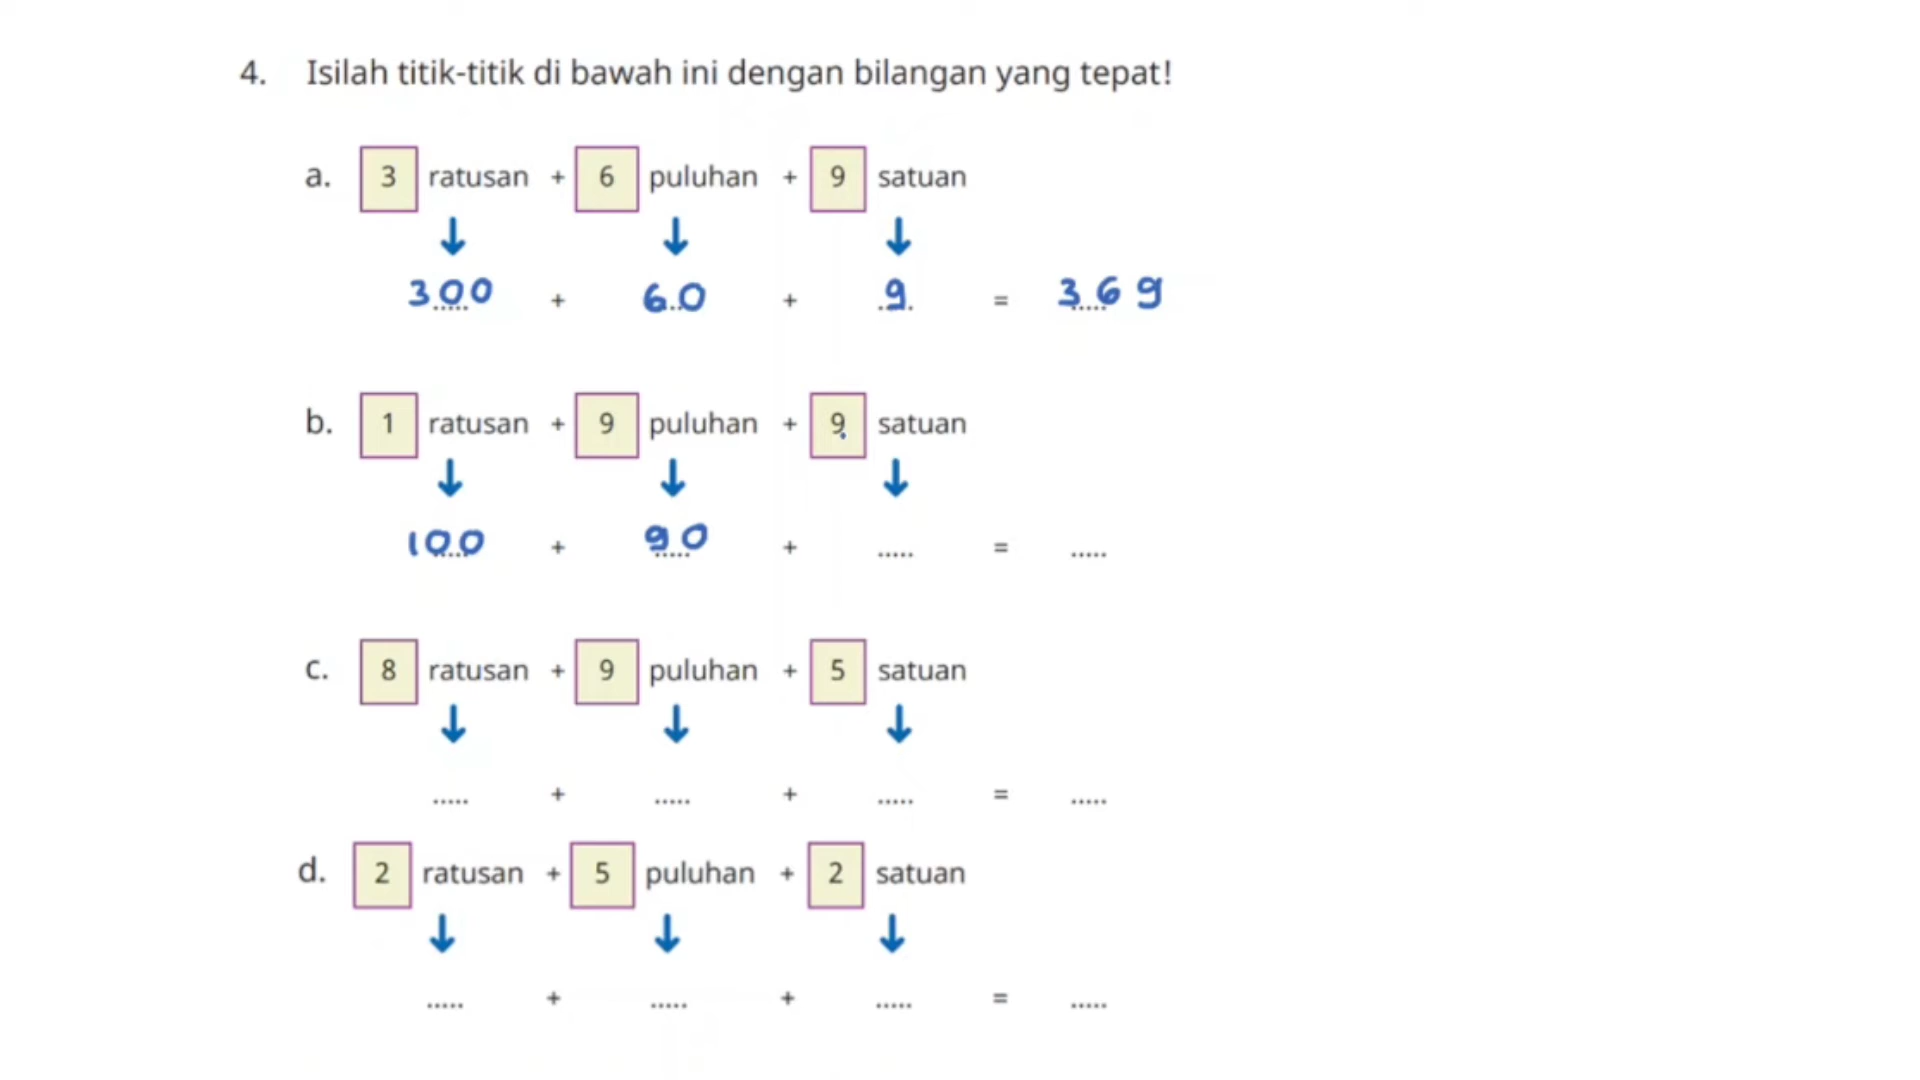 4. Isilah titik-titik di bawah ini dengan bilangan yang tepat!
a. 3 ratusan + 6 puluhan + 9 satuan
300 + 60 + 9 = 369
b. 1 ratusan + 9 puluhan + 9 satuan
100 + 90 + ..... = .....
c. 8 ratusan + 9 puluhan + 5 satuan
..... + ..... + ..... = .....
d. 2 ratusan + 5 puluhan + 2 satuan
..... + ..... + ..... = .....